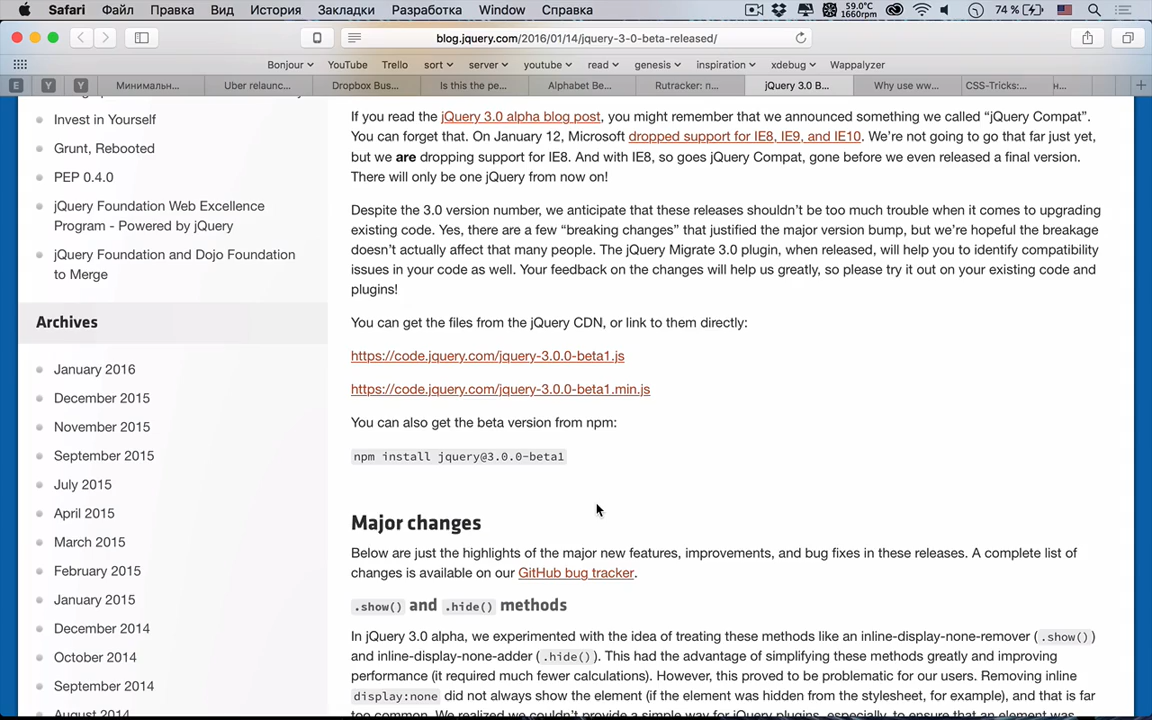 Safari Файл Правка Вид История Закладки Разработка Window Справка 59.0°C 1660rpm 74 %
blog.jquery.com/2016/01/14/jquery-3-0-beta-released/
Bonjour YouTube Trello sort server youtube read genesis inspiration xdebug Wappalyzer
E Y Y Минимальн... Uber relaunc... Dropbox Bus... Is this the pe... Alphabet Be... Rutracker: n... jQuery 3.0 B... Why use ww... CSS-Tricks:...
Invest in Yourself
Grunt, Rebooted
PEP 0.4.0
jQuery Foundation Web Excellence
Program - Powered by jQuery
jQuery Foundation and Dojo Foundation
to Merge
Archives
January 2016
December 2015
November 2015
September 2015
July 2015
April 2015
March 2015
February 2015
January 2015
December 2014
October 2014
September 2014
August 2014
If you read the jQuery 3.0 alpha blog post, you might remember that we announced something we called “jQuery Compat”.
You can forget that. On January 12, Microsoft dropped support for IE8, IE9, and IE10. We’re not going to go that far just yet,
but we are dropping support for IE8. And with IE8, so goes jQuery Compat, gone before we even released a final version.
There will only be one jQuery from now on!
Despite the 3.0 version number, we anticipate that these releases shouldn’t be too much trouble when it comes to upgrading
existing code. Yes, there are a few “breaking changes” that justified the major version bump, but we’re hopeful the breakage
doesn’t actually affect that many people. The jQuery Migrate 3.0 plugin, when released, will help you to identify compatibility
issues in your code as well. Your feedback on the changes will help us greatly, so please try it out on your existing code and
plugins!
You can get the files from the jQuery CDN, or link to them directly:
https://code.jquery.com/jquery-3.0.0-beta1.js
https://code.jquery.com/jquery-3.0.0-beta1.min.js
You can also get the beta version from npm:
npm install jquery@3.0.0-beta1
Major changes
Below are just the highlights of the major new features, improvements, and bug fixes in these releases. A complete list of
changes is available on our GitHub bug tracker.
.show() and .hide() methods
In jQuery 3.0 alpha, we experimented with the idea of treating these methods like an inline-display-none-remover (.show())
and inline-display-none-adder (.hide()). This had the advantage of simplifying these methods greatly and improving
performance (it required much fewer calculations). However, this proved to be problematic for our users. Removing inline
display:none did not always show the element (if the element was hidden from the stylesheet, for example), and that is far
too common. We realized we couldn’t provide a simple way for jQuery plugins, especially, to ensure that an element was